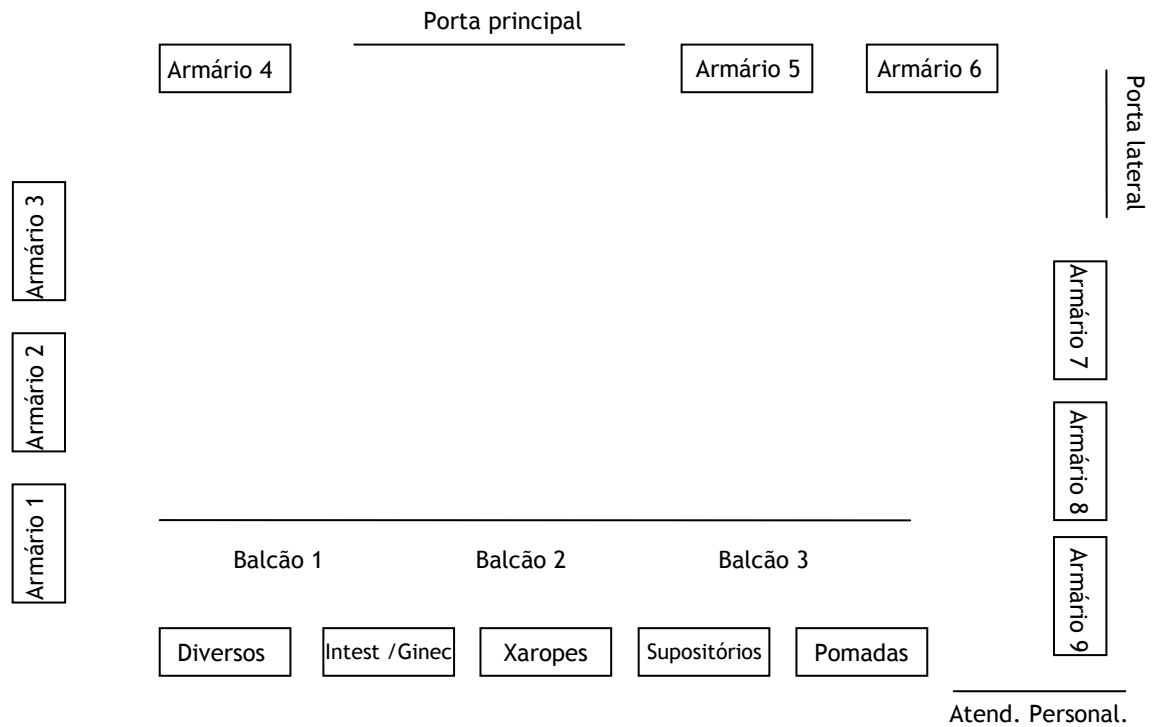 Porta principal
Armário 4
Armário 5
Armário 6
Porta lateral
Armário 3
Armário 2
Armário 1
Armário 7
Armário 8
Armário 9
Balcão 1
Balcão 2
Balcão 3
Diversos
Intest /Ginec
Xaropes
Supositórios
Pomadas
Atend. Personal.